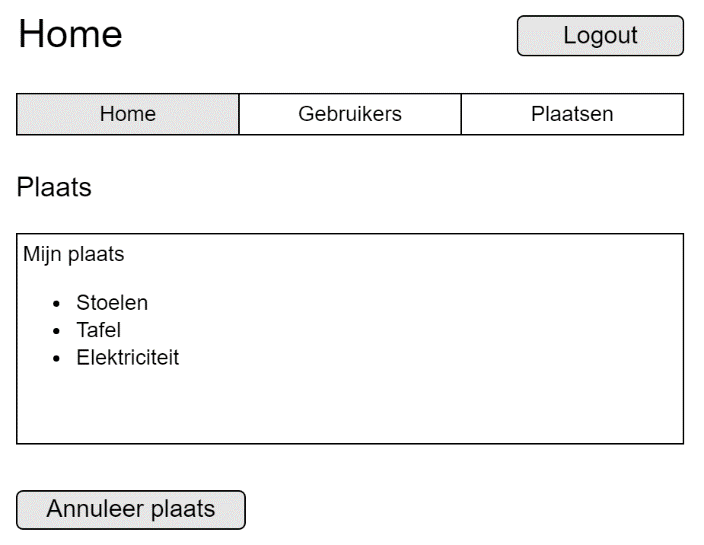 Home
Logout
Home
Gebruikers
Plaatsen
Plaats
Mijn plaats
Stoelen
Tafel
Elektriciteit
Annuleer plaats